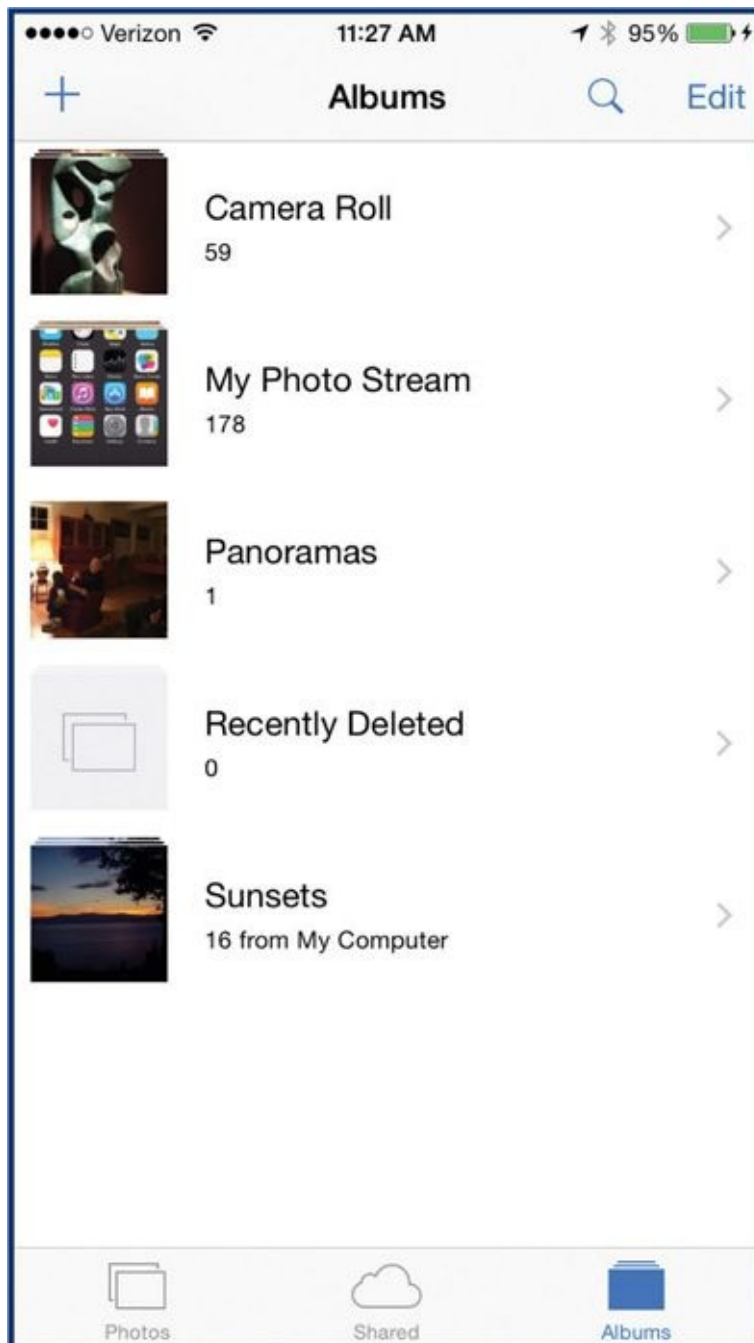 Verizon 11:27 AM 95%
Albums Edit
Camera Roll
59
My Photo Stream
178
Panoramas
1
Recently Deleted
0
Sunsets
16 from My Computer
Photos Shared Albums